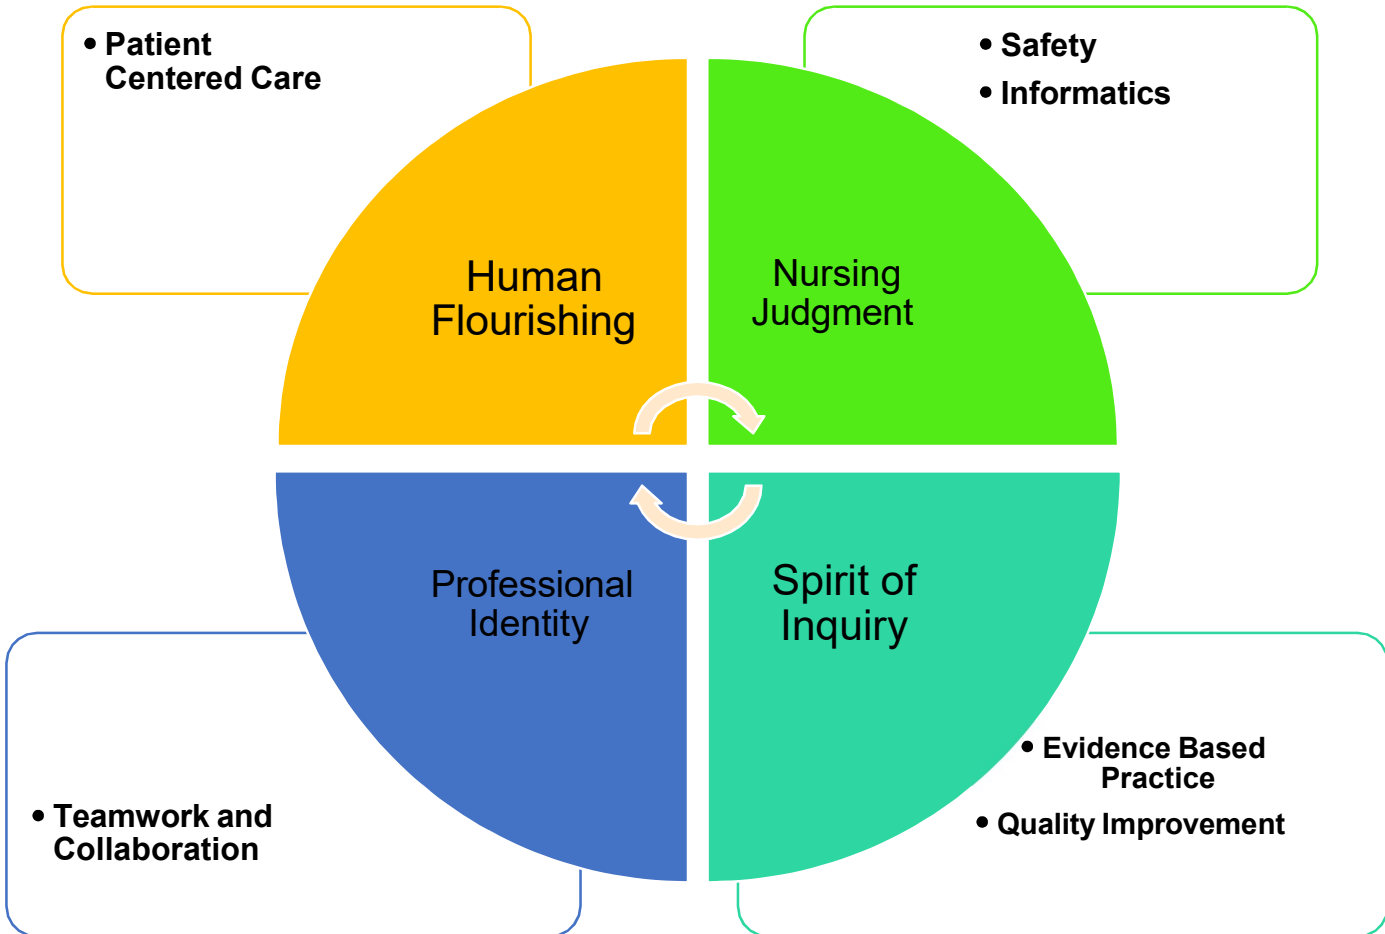 • Patient
Centered Care
• Safety
• Informatics
Human
Flourishing
Nursing
Judgment
Professional
Identity
Spirit of
Inquiry
• Teamwork and
Collaboration
• Evidence Based
Practice
• Quality Improvement